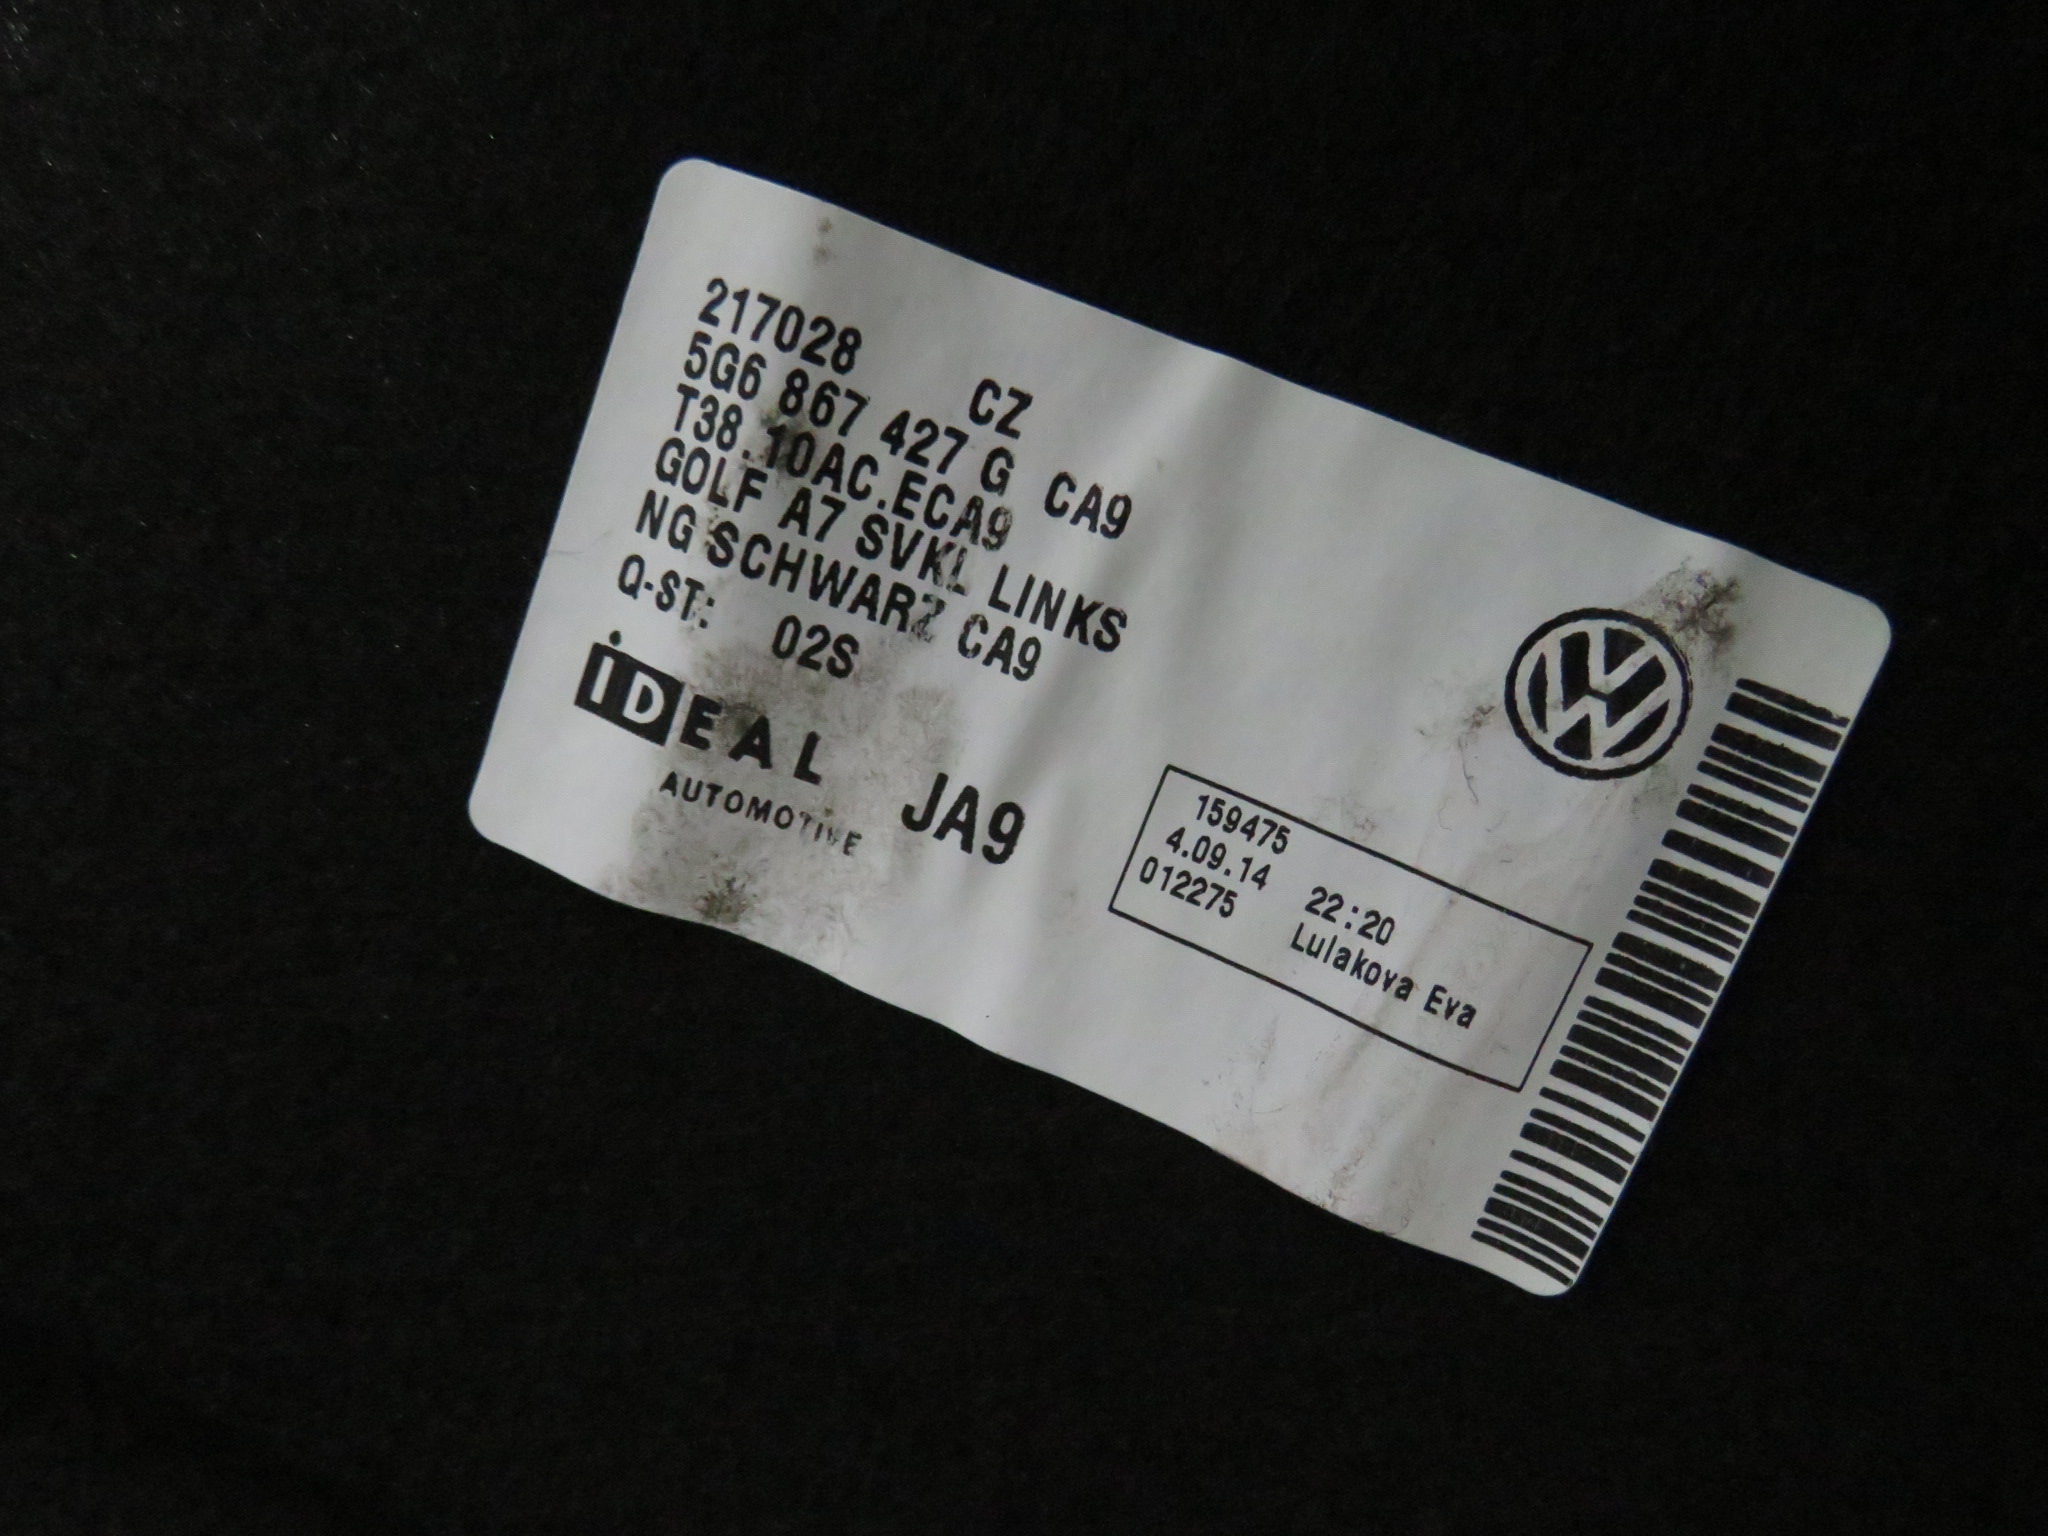 217028 CZ
5G6 867 427 G CA9
T38.10AC.ECA9
GOLF A7 SVKL LINKS
NG SCHWARZ CA9
Q-ST: 02S
IDEAL
AUTOMOTIVE
JA9
VW
159475
4.09.14 22:20
012275 Lulakova Eva